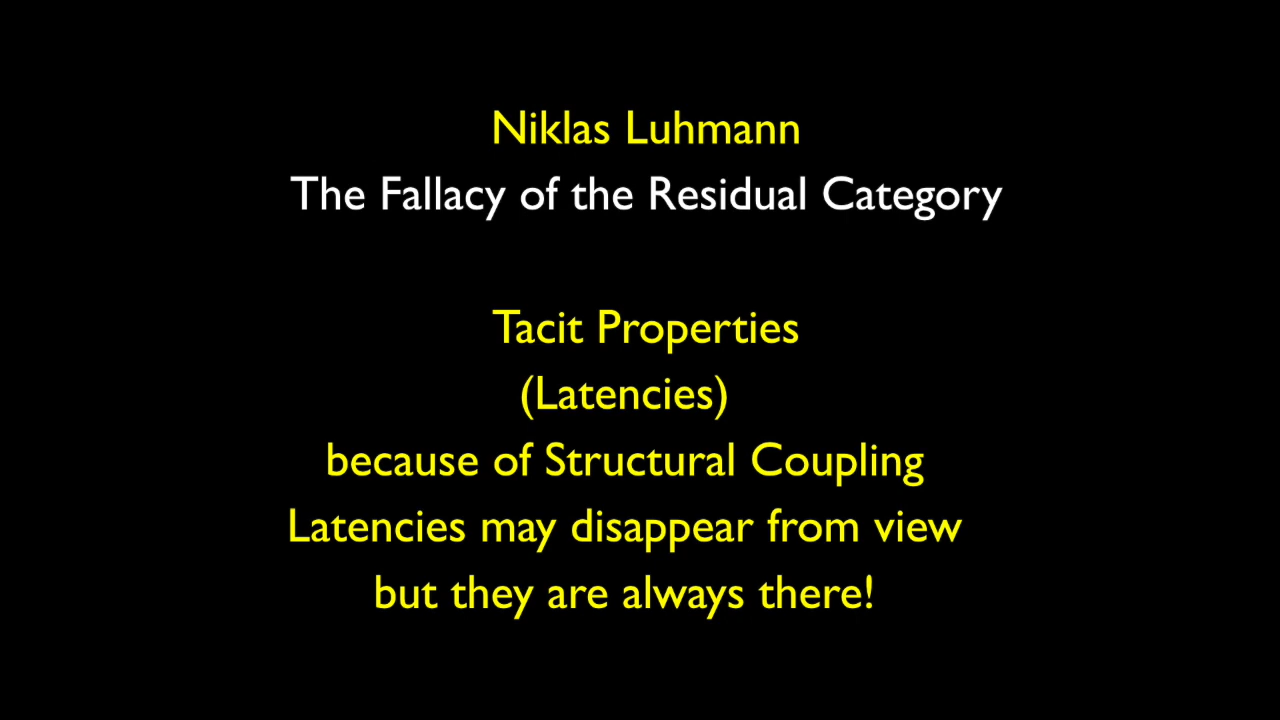 Niklas Luhmann
The Fallacy of the Residual Category
Tacit Properties
(Latencies)
because of Structural Coupling
Latencies may disappear from view
but they are always there!